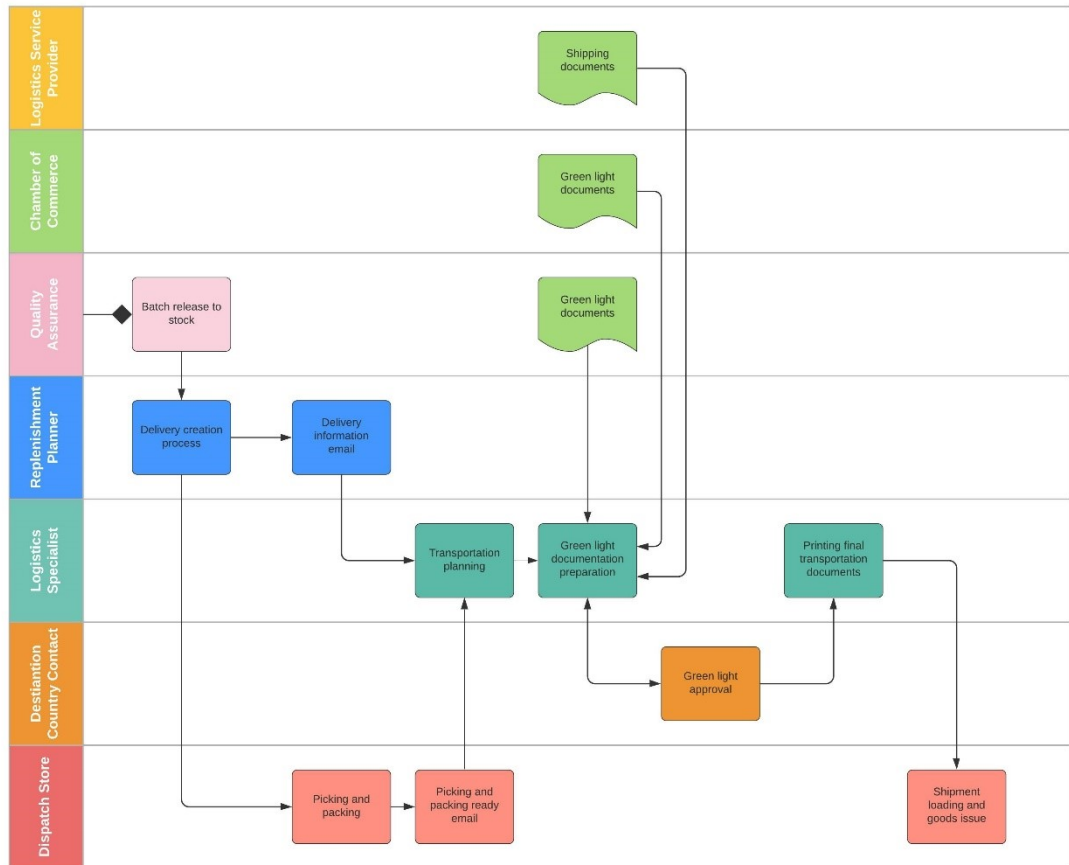 Logistics Service
Provider
Shipping
documents
Chamber of
Commerce
Green light
documents
Quality
Assurance
Batch release to
stock
Green light
documents
Replenishment
Planner
Delivery creation
process
Delivery
information
email
Logistics
Specialist
Transportation
planning
Green light
documentation
preparation
Printing final
transportation
documents
Destiantion
Country Contact
Green light
approval
Dispatch Store
Picking and
packing
Picking and
packing ready
email
Shipment
loading and
goods issue